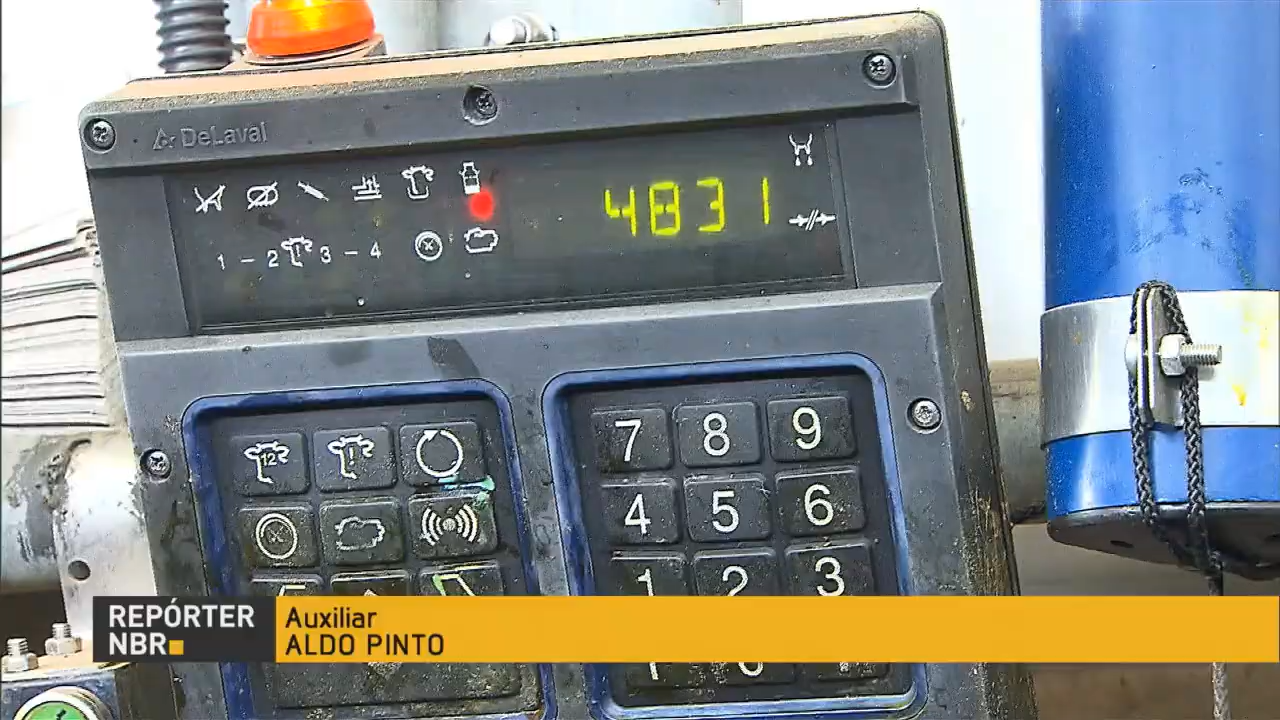 DeLaval
4831
1 - 2 3 - 4
12
7 8 9
4 5 6
1 2 3
REPÓRTER
NBR
Auxiliar
ALDO PINTO